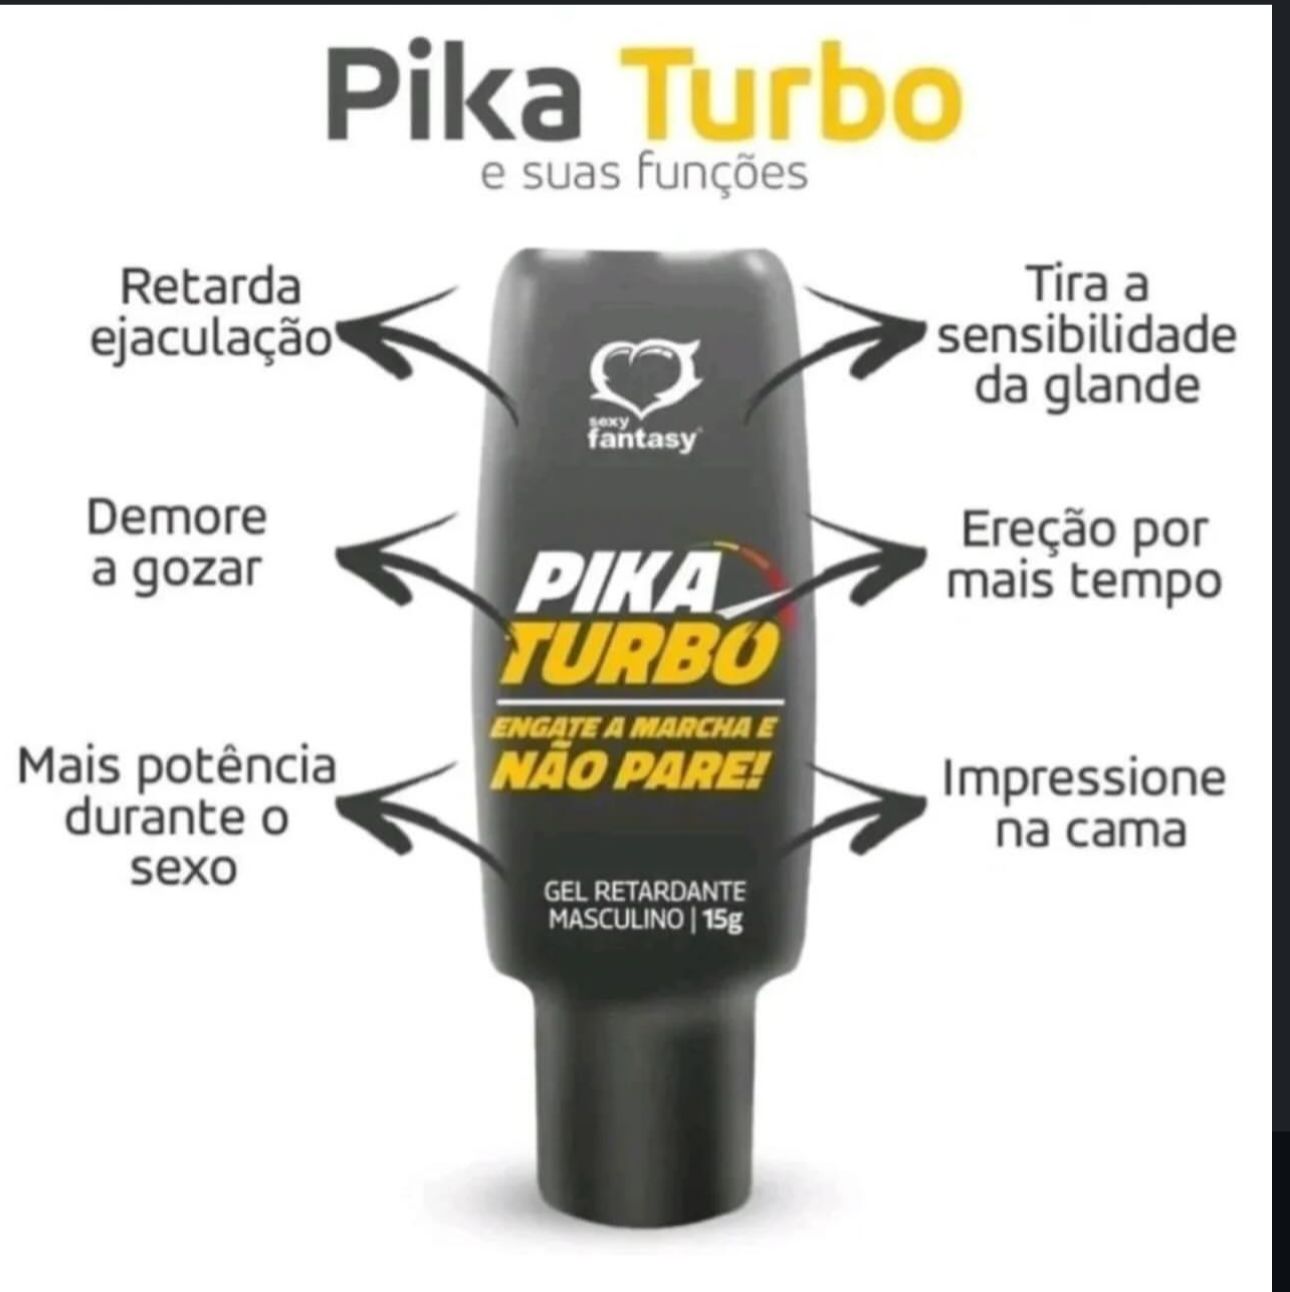 Pika Turbo
e suas funções
Retarda
ejaculação
Tira a
sensibilidade
da glande
sexy
fantasy
Demore
a gozar
Ereção por
mais tempo
PIKA
TURBO
ENGATE A MARCHA E
NÃO PARE!
Mais potência
durante o
sexo
Impressione
na cama
GEL RETARDANTE
MASCULINO | 15g